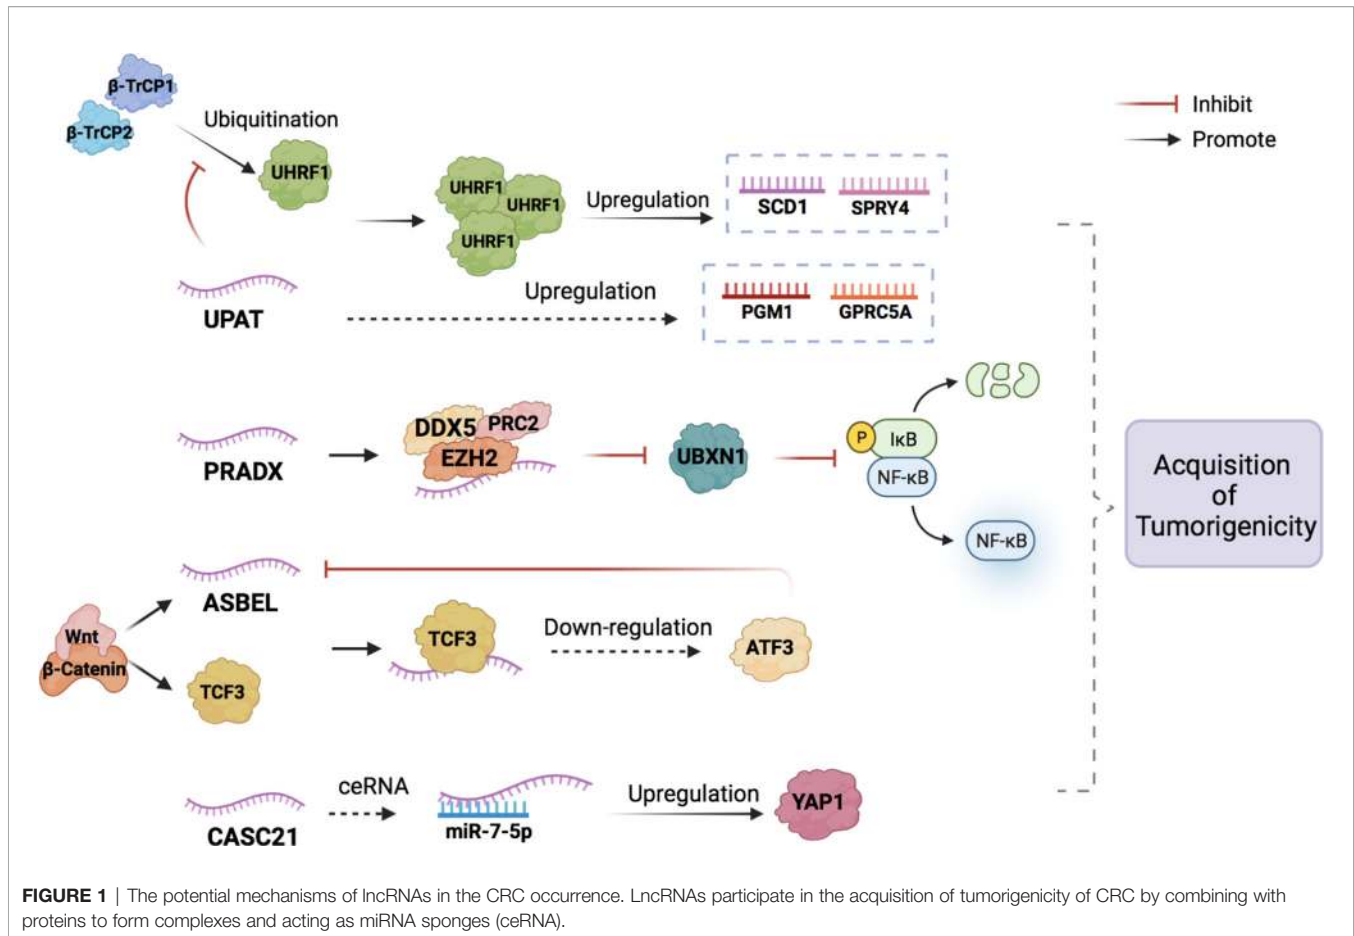 β-TrCP1
β-TrCP2
Ubiquitination
UHRF1
UHRF1
UHRF1
UHRF1
Upregulation
SCD1
SPRY4
Inhibit
Promote
UPAT
Upregulation
PGM1
GPRC5A
PRADX
DDX5
PRC2
EZH2
UBXN1
P
IκB
NF-κB
NF-κB
Acquisition
of
Tumorigenicity
ASBEL
Wnt
β-Catenin
TCF3
TCF3
Down-regulation
ATF3
CASC21
ceRNA
miR-7-5p
Upregulation
YAP1
FIGURE 1 | The potential mechanisms of lncRNAs in the CRC occurrence. LncRNAs participate in the acquisition of tumorigenicity of CRC by combining with
proteins to form complexes and acting as miRNA sponges (ceRNA).